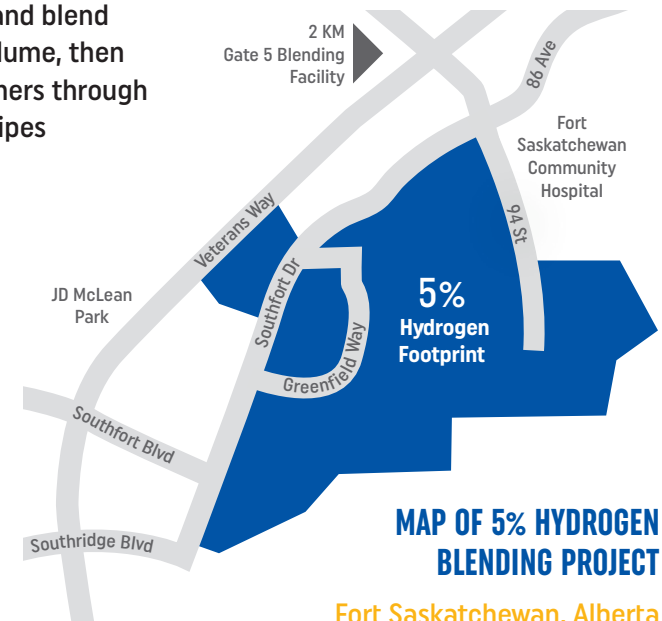 and blend
lume, then
ners through
ipes
2 KM
Gate 5 Blending
Facility
86 Ave
Fort
Saskatchewan
Community
Hospital
94 St
Veterans Way
JD McLean
Park
Southfort Dr
5%
Hydrogen
Footprint
Greenfield Way
Southfort Blvd
Southridge Blvd
MAP OF 5% HYDROGEN
BLENDING PROJECT
Fort Saskatchewan, Alberta